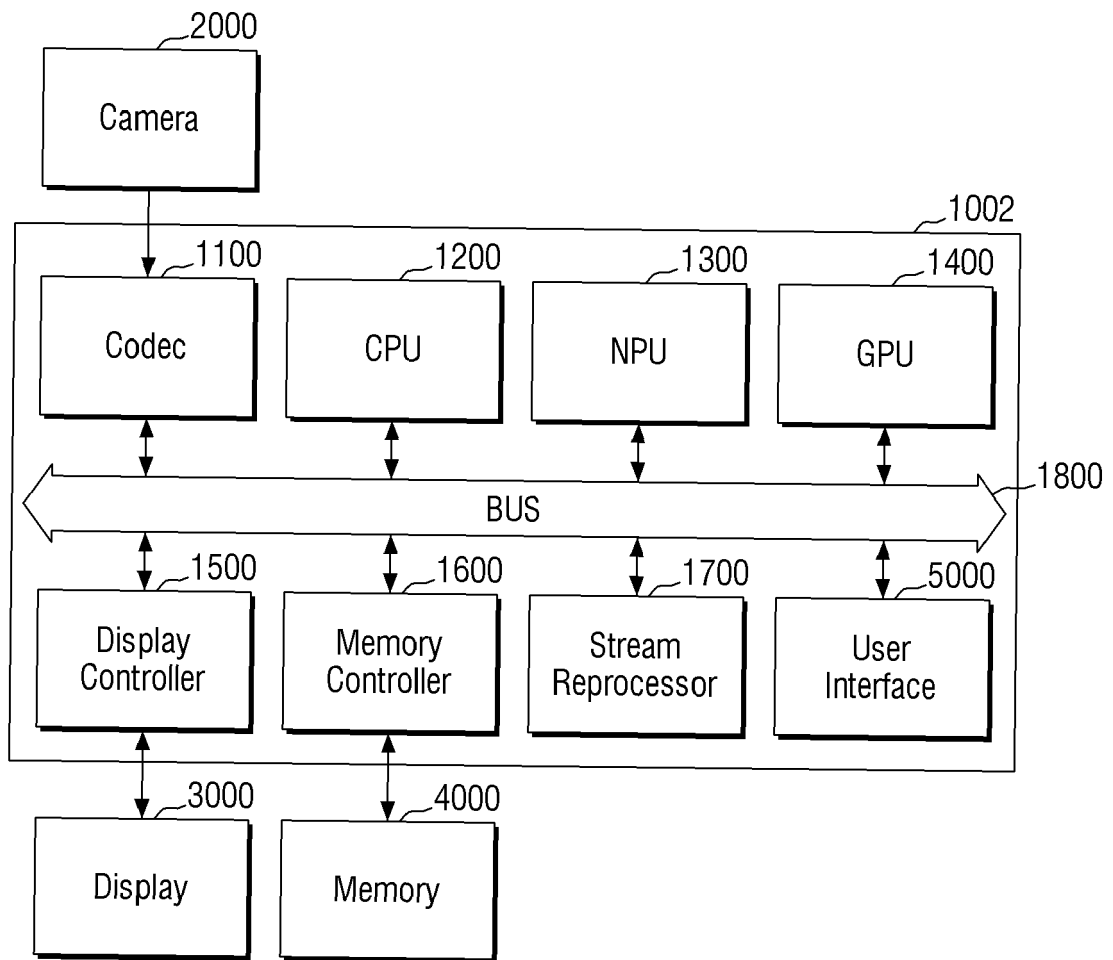 2000
Camera
1002
1100
1200
1300
1400
Codec
CPU
NPU
GPU
1800
BUS
1500
1600
1700
5000
Display
Controller
Memory
Controller
Stream
Reprocessor
User
Interface
3000
4000
Display
Memory